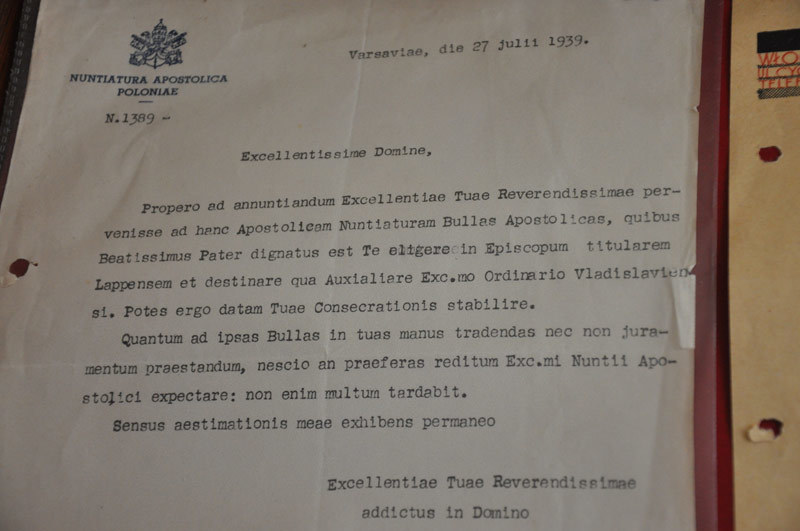 Varsaviae, die 27 julii 1939.
NUNTIATURA APOSTOLICA
POLONIAE
N.1389 -
Excellentissime Domine,
Propero ad annuntiandum Excellentiae Tuae Reverendissimae per-
venisse ad hanc Apostolicam Nuntiaturam Bullas Apostolicas, quibus
Beatissimus Pater dignatus est Te eligere in Episcopum titularem
Lappensem et destinare qua Auxialiare Exc.mo Ordinario Vladislavien
si. Potes ergo datam Tuae Consecrationis stabilire.
Quantum ad ipsas Bullas in tuas manus tradendas nec non jura-
mentum praestandum, nescio an praeferas reditum Exc.mi Nuntii Apo-
stolici expectare: non enim multum tardabit.
Sensus aestimationis meae exhibens permaneo
Excellentiae Tuae Reverendissimae
addictus in Domino